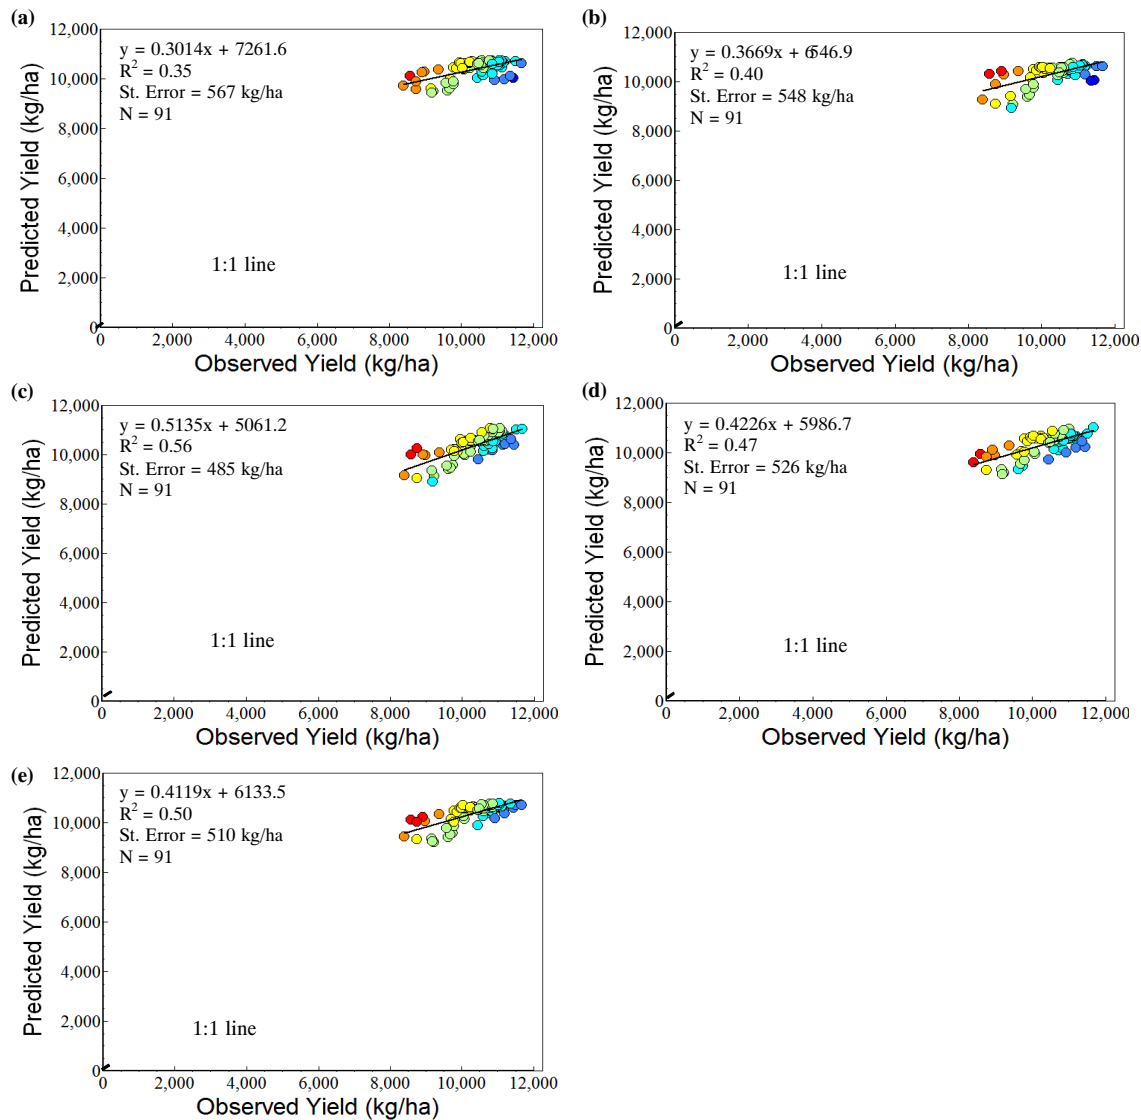 (a)
12,000
10,000
8,000
6,000
4,000
2,000
0
y = 0.3014x + 7261.6
R² = 0.35
St. Error = 567 kg/ha
N = 91
1:1 line
Predicted Yield (kg/ha)
0 2,000 4,000 6,000 8,000 10,000 12,000
Observed Yield (kg/ha)
(b)
12,000
10,000
8,000
6,000
4,000
2,000
0
y = 0.3669x + 6546.9
R² = 0.40
St. Error = 548 kg/ha
N = 91
1:1 line
Predicted Yield (kg/ha)
0 2,000 4,000 6,000 8,000 10,000 12,000
Observed Yield (kg/ha)
(c)
12,000
10,000
8,000
6,000
4,000
2,000
0
y = 0.5135x + 5061.2
R² = 0.56
St. Error = 485 kg/ha
N = 91
1:1 line
Predicted Yield (kg/ha)
0 2,000 4,000 6,000 8,000 10,000 12,000
Observed Yield (kg/ha)
(d)
12,000
10,000
8,000
6,000
4,000
2,000
0
y = 0.4226x + 5986.7
R² = 0.47
St. Error = 526 kg/ha
N = 91
1:1 line
Predicted Yield (kg/ha)
0 2,000 4,000 6,000 8,000 10,000 12,000
Observed Yield (kg/ha)
(e)
12,000
10,000
8,000
6,000
4,000
2,000
0
y = 0.4119x + 6133.5
R² = 0.50
St. Error = 510 kg/ha
N = 91
1:1 line
Predicted Yield (kg/ha)
0 2,000 4,000 6,000 8,000 10,000 12,000
Observed Yield (kg/ha)